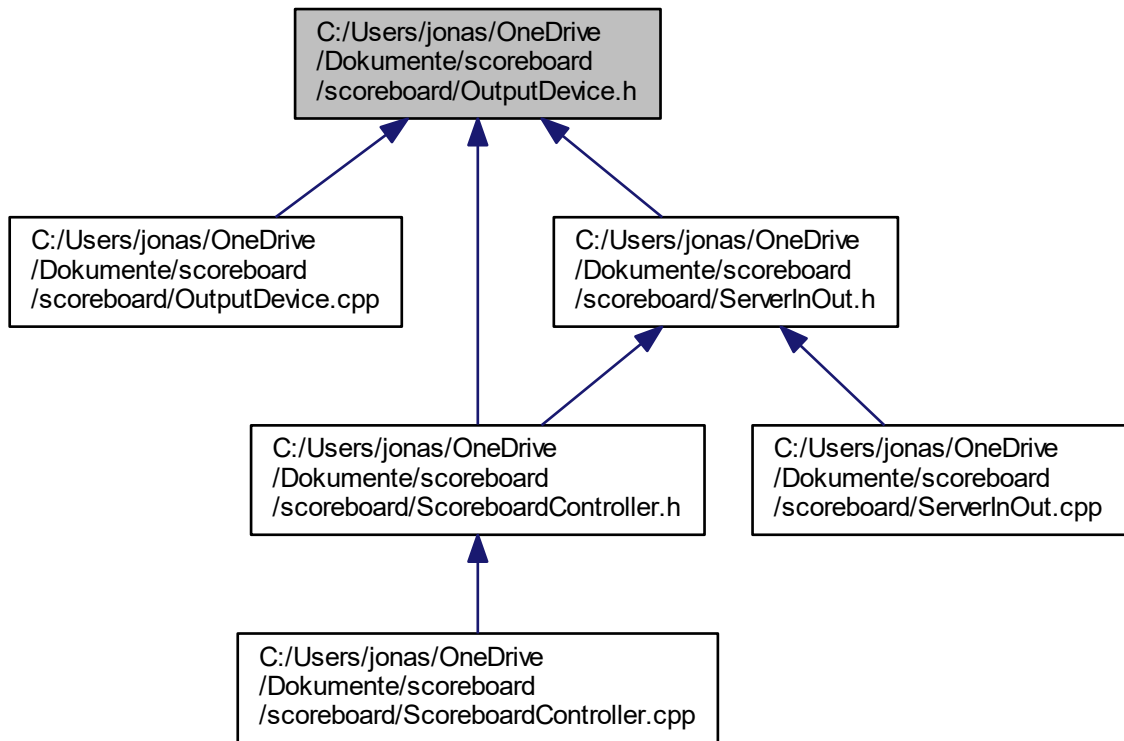 C:/Users/jonas/OneDrive
/Dokumente/scoreboard
/scoreboard/OutputDevice.h
C:/Users/jonas/OneDrive
/Dokumente/scoreboard
/scoreboard/OutputDevice.cpp
C:/Users/jonas/OneDrive
/Dokumente/scoreboard
/scoreboard/ServerInOut.h
C:/Users/jonas/OneDrive
/Dokumente/scoreboard
/scoreboard/ScoreboardController.h
C:/Users/jonas/OneDrive
/Dokumente/scoreboard
/scoreboard/ServerInOut.cpp
C:/Users/jonas/OneDrive
/Dokumente/scoreboard
/scoreboard/ScoreboardController.cpp